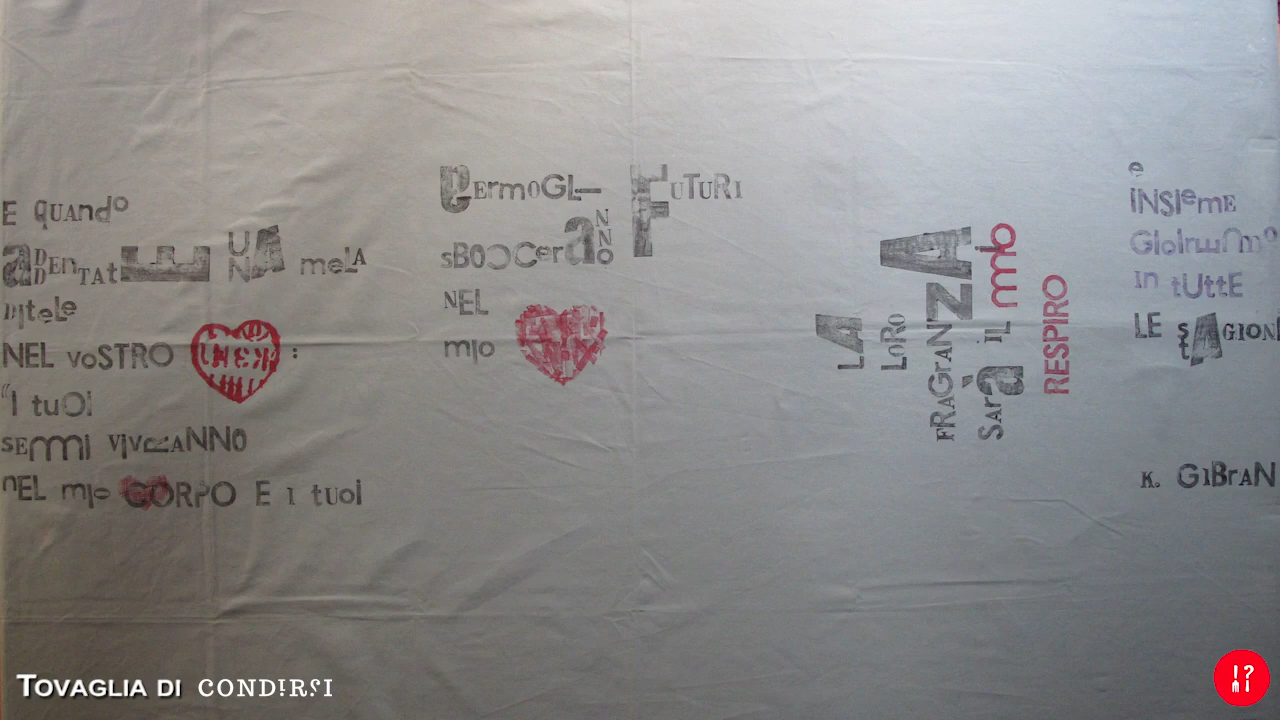 E QUANdO
aDDENTATE UNA meLA
DiteLe
NEL voSTRO :
"I tuOi
SEmMI VIVRANNO
nEL mIo CORPO E I tuoi
GERmOGLI FUTURI
sBOCCerANNO
NEL
mIo
LA
LORO
FRAGRANZA
SARà IL mIo
RESPIRO
e
INSIemE
GIoIREmO
In tUttE
LE StAGIONI
K. GIBRAN
TOVAGLIA DI CONDIRSI